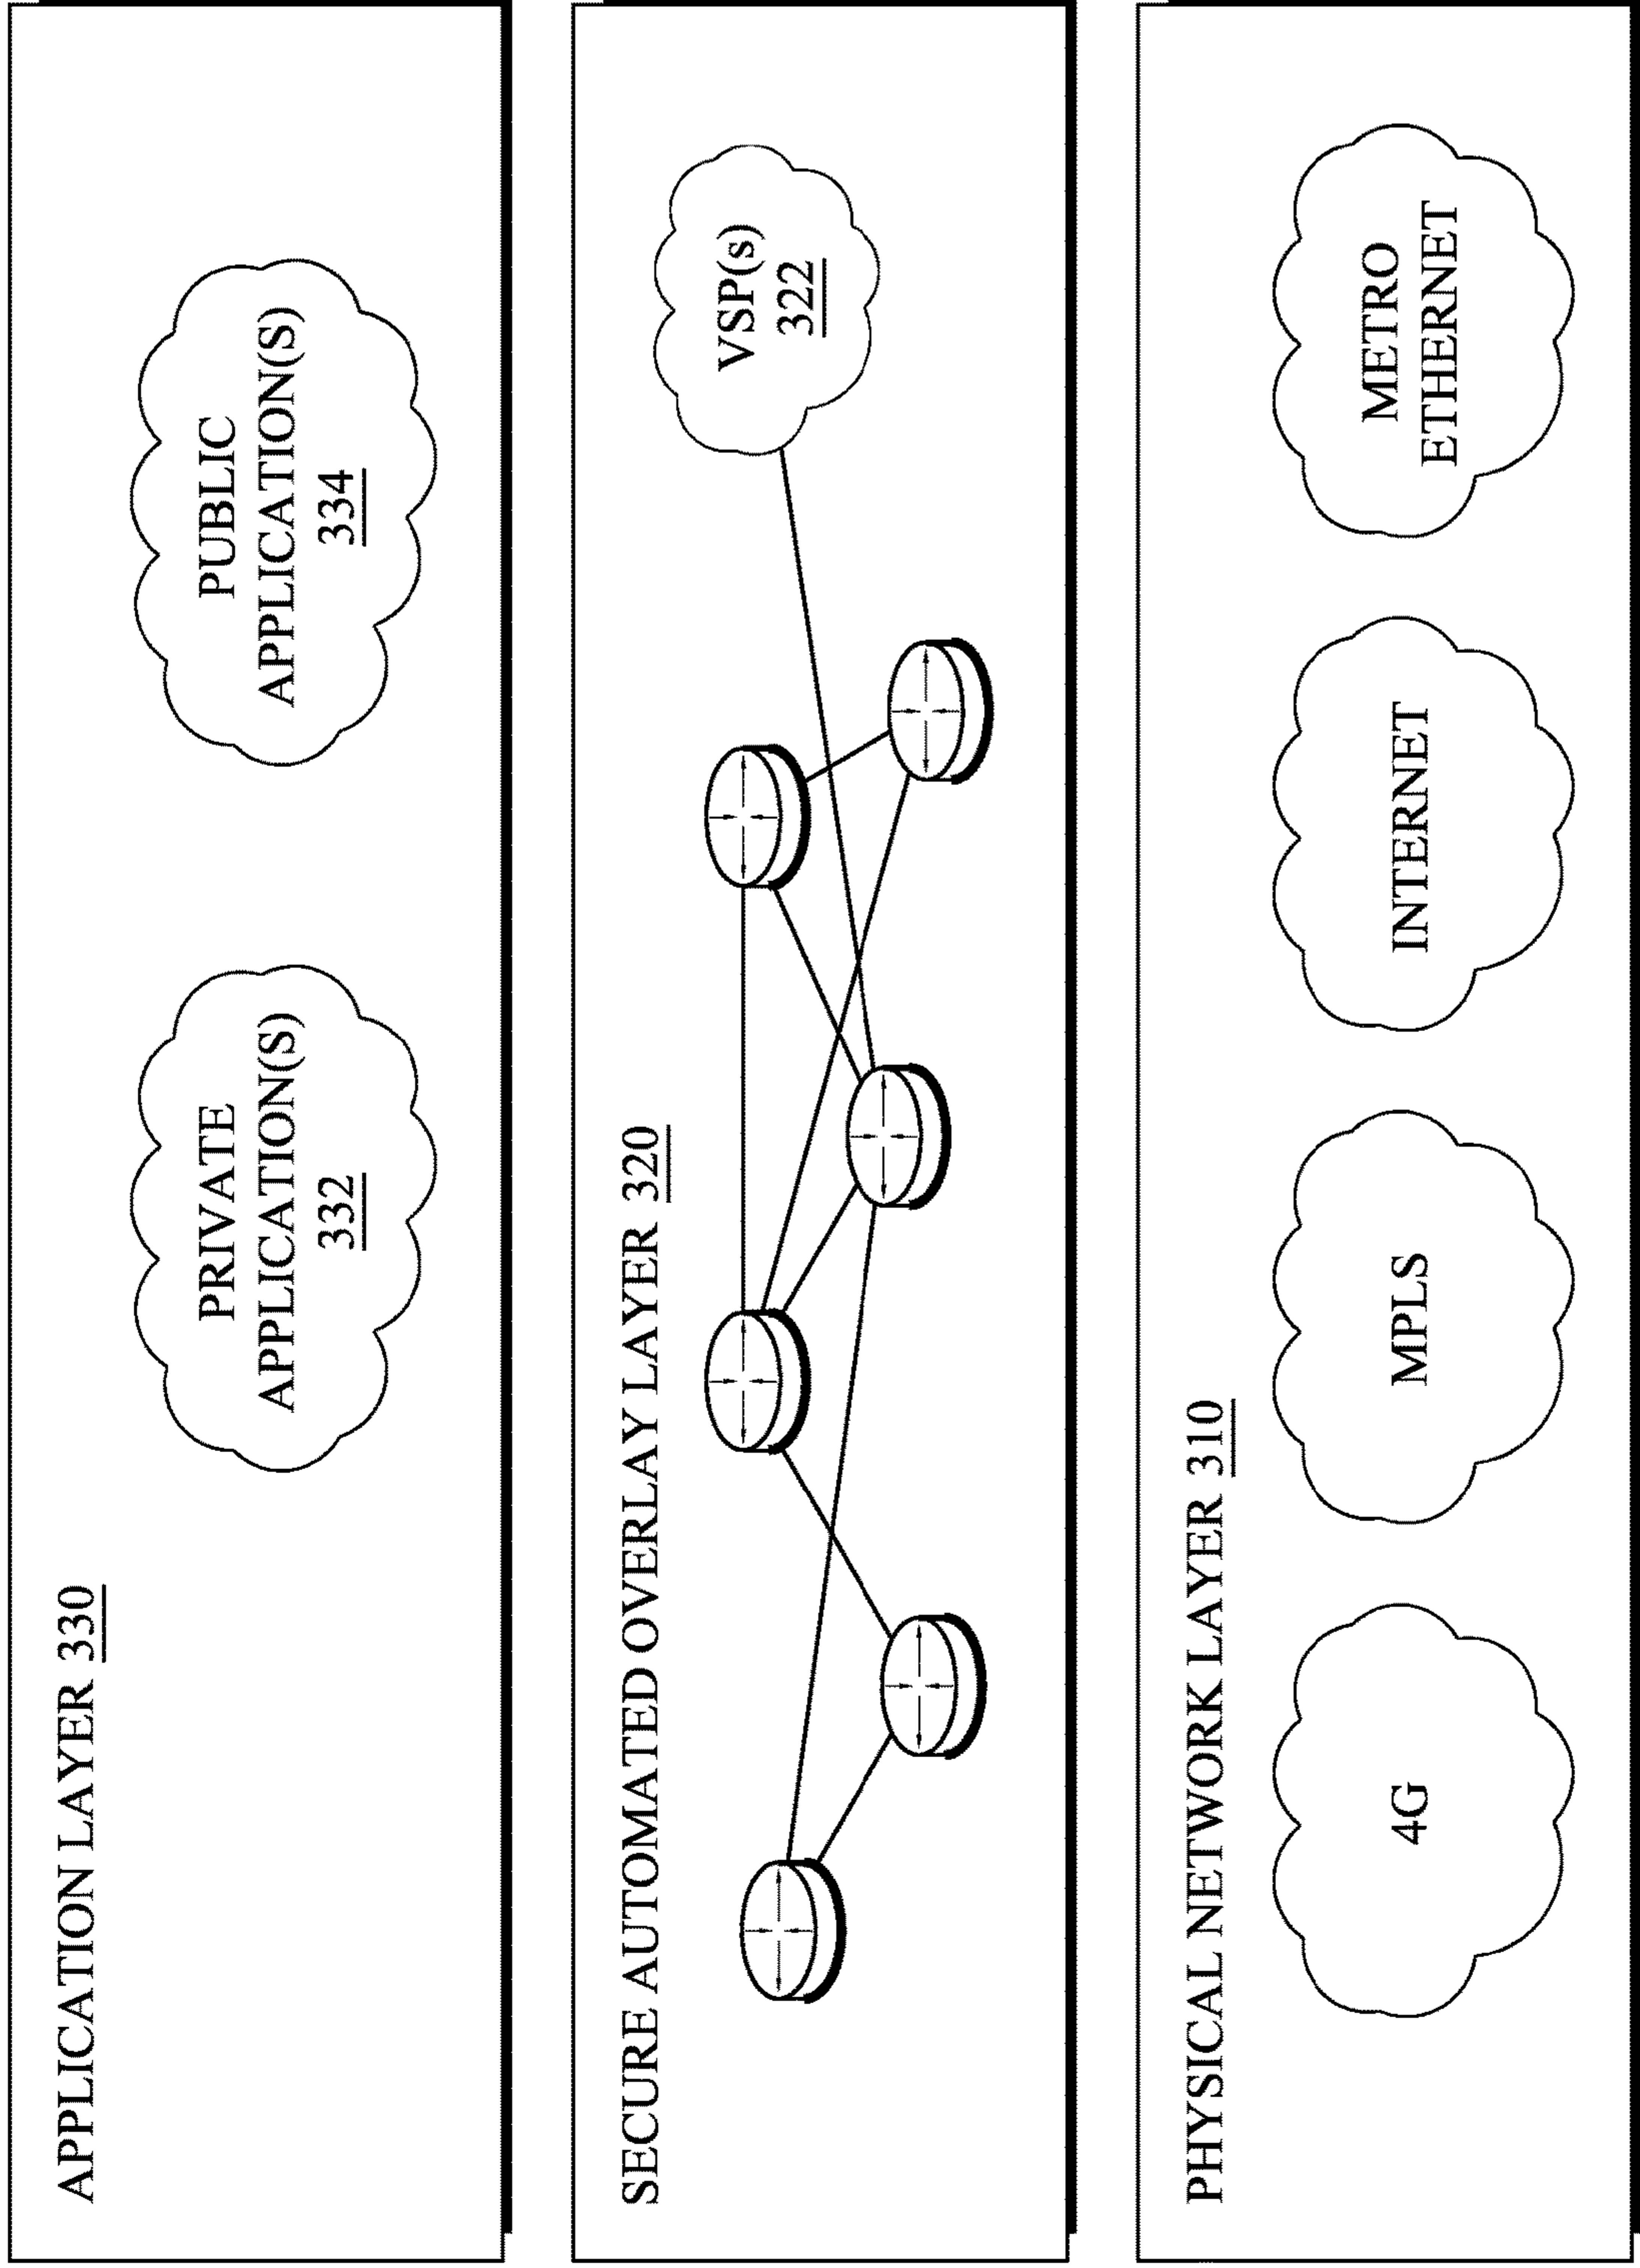 APPLICATION LAYER 330
PRIVATE
APPLICATION(S)
332
PUBLIC
APPLICATION(S)
334
SECURE AUTOMATED OVERLAY LAYER 320
VSP(s)
322
PHYSICAL NETWORK LAYER 310
4G
MPLS
INTERNET
METRO
ETHERNET